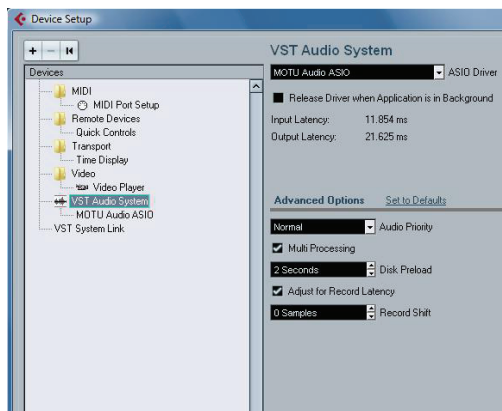 Device Setup
Devices
MIDI
MIDI Port Setup
Remote Devices
Quick Controls
Transport
Time Display
Video
Video Player
VST Audio System
MOTU Audio ASIO
VST System Link
VST Audio System
MOTU Audio ASIO ASIO Driver
Release Driver when Application is in Background
Input Latency: 11.854 ms
Output Latency: 21.625 ms
Advanced Options Set to Defaults
Normal Audio Priority
Multi Processing
2 Seconds Disk Preload
Adjust for Record Latency
0 Samples Record Shift